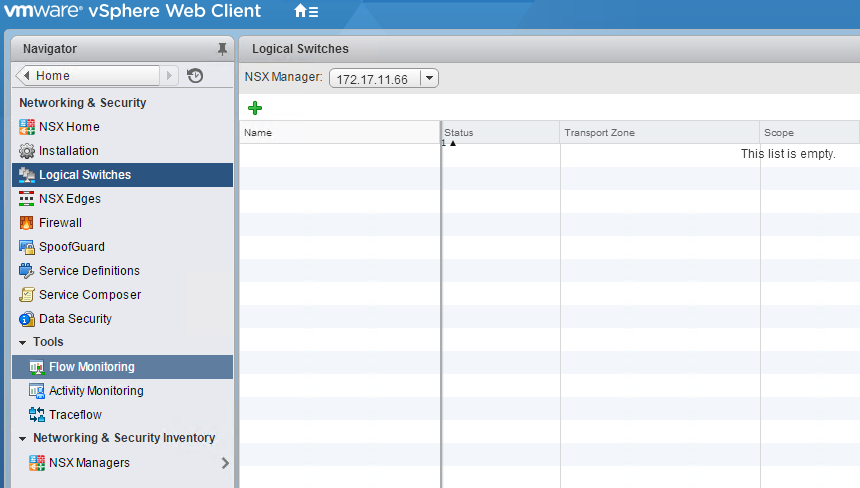 vmware® vSphere Web Client
Navigator
Home
Networking & Security
NSX Home
Installation
Logical Switches
NSX Edges
Firewall
SpoofGuard
Service Definitions
Service Composer
Data Security
Tools
Flow Monitoring
Activity Monitoring
Traceflow
Networking & Security Inventory
NSX Managers
Logical Switches
NSX Manager: 172.17.11.66
Name Status Transport Zone Scope
1 ▲
This list is empty.